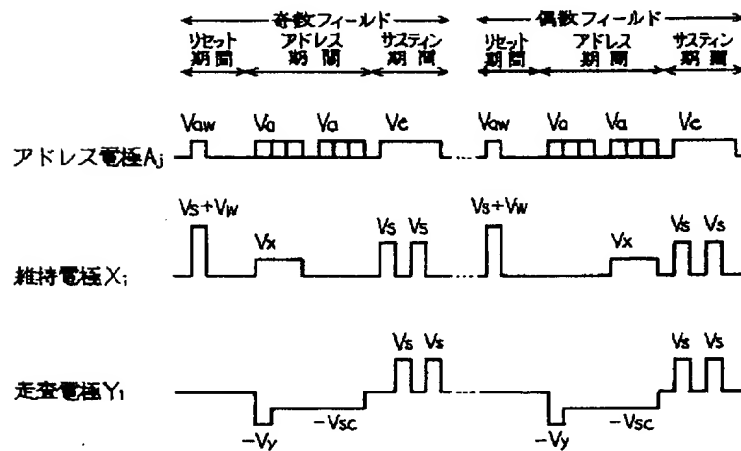 奇数フィールド 偶数フィールド
リセット期間 アドレス期間 サスティン期間 リセット期間 アドレス期間 サスティン期間
Vaw Va Va Ve Vaw Va Va Ve
アドレス電極Aj
Vs+Vw Vx Vs Vs Vs+Vw Vx Vs Vs
維持電極Xi
Vs Vs Vs Vs
走査電極Yi
-Vy -Vsc -Vy -Vsc